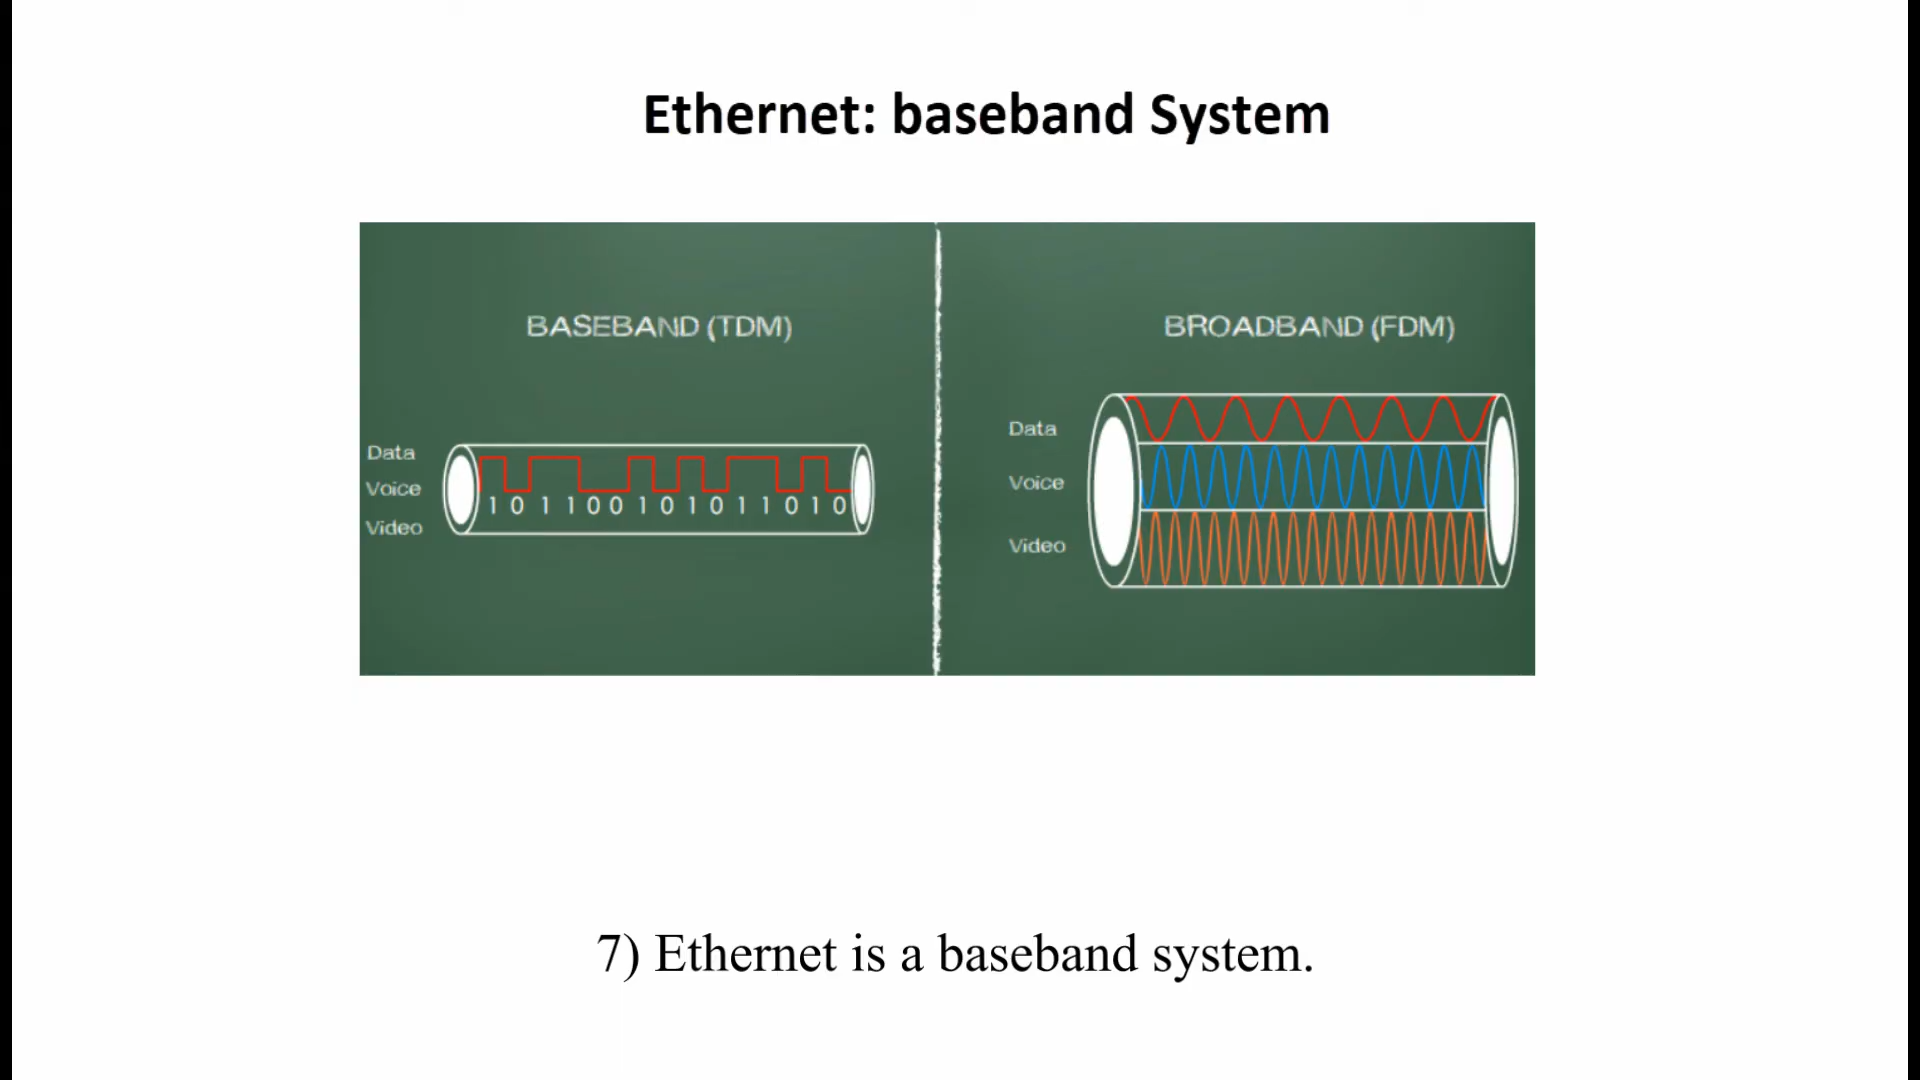 Ethernet: baseband System
BASEBAND (TDM)
Data
Voice
Video
1 0 1 1 0 0 1 0 1 0 1 1 0 1 0
BROADBAND (FDM)
Data
Voice
Video
7) Ethernet is a baseband system.